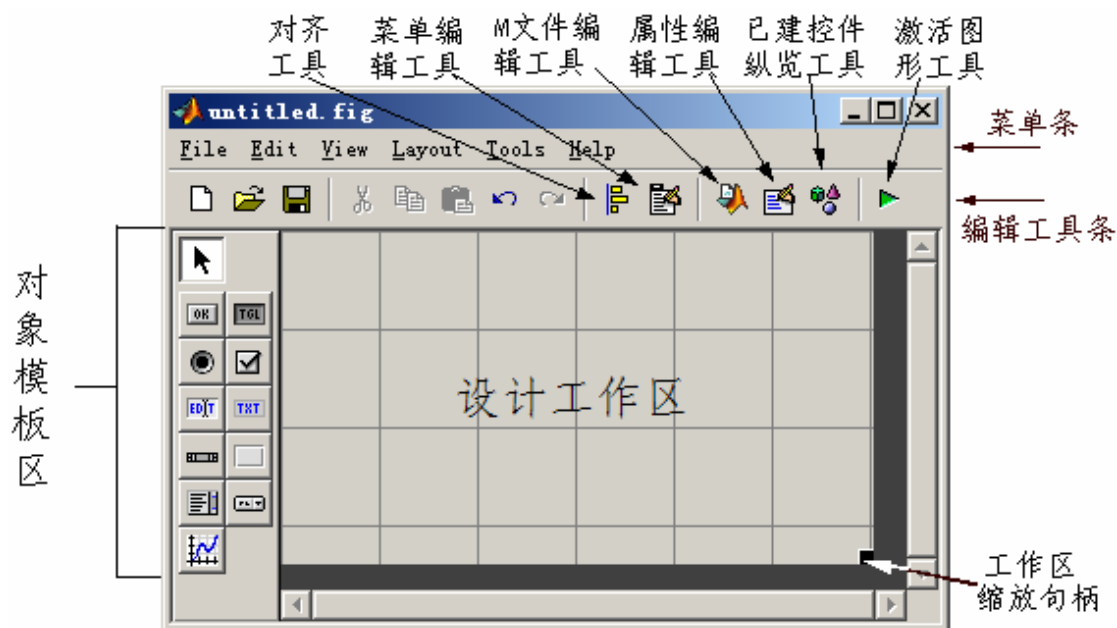 对齐
工具
菜单编
辑工具
M文件编
辑工具
属性编
辑工具
已建控件
纵览工具
激活图
形工具
untitled.fig
File Edit View Layout Tools Help
菜单条
编辑工具条
对象模板区
OK
TGL
EDIT
TXT
设计工作区
工作区
缩放句柄